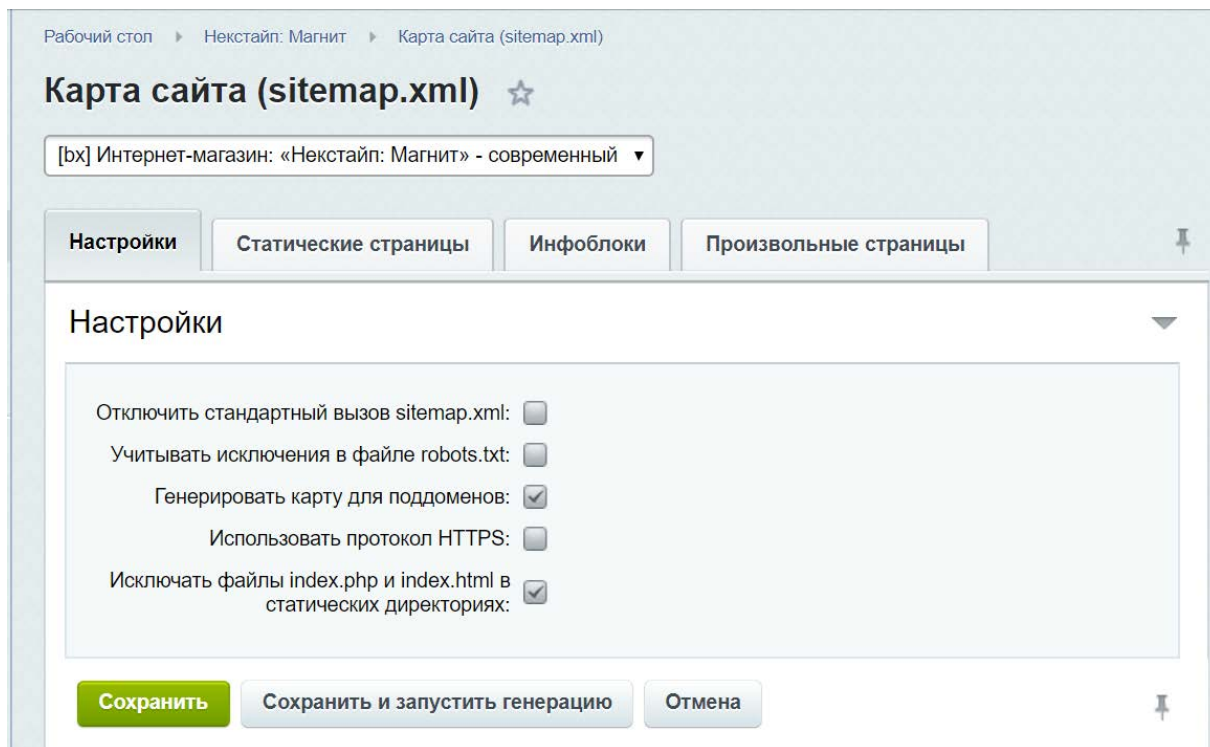 Рабочий стол Некстайп: Магнит Карта сайта (sitemap.xml)
Карта сайта (sitemap.xml)
[bx] Интернет-магазин: «Некстайп: Магнит» - современный
Настройки Статические страницы Инфоблоки Произвольные страницы
Настройки
Отключить стандартный вызов sitemap.xml:
Учитывать исключения в файле robots.txt:
Генерировать карту для поддоменов:
Использовать протокол HTTPS:
Исключать файлы index.php и index.html в
статических директориях:
Сохранить Сохранить и запустить генерацию Отмена